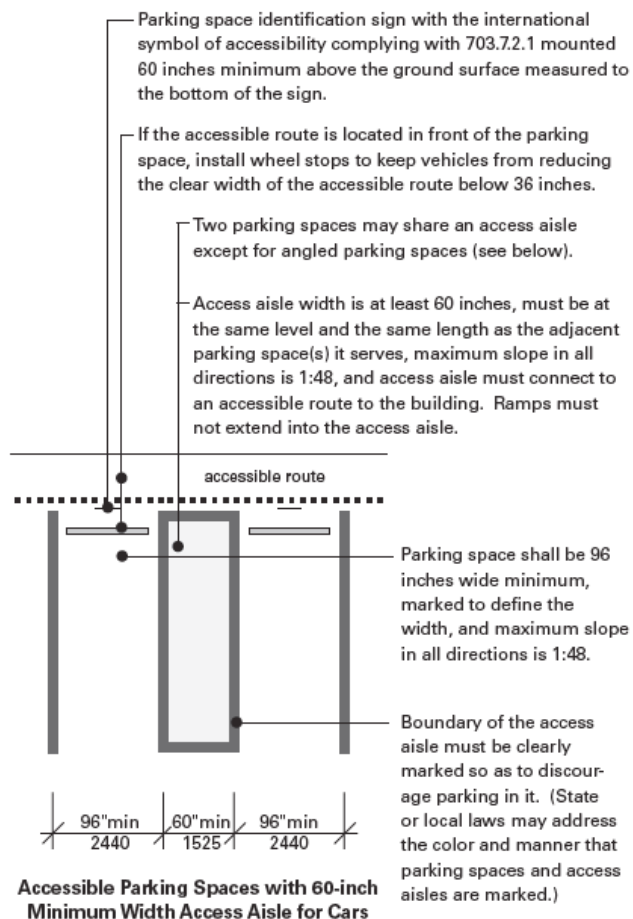 Parking space identification sign with the international
symbol of accessibility complying with 703.7.2.1 mounted
60 inches minimum above the ground surface measured to
the bottom of the sign.
If the accessible route is located in front of the parking
space, install wheel stops to keep vehicles from reducing
the clear width of the accessible route below 36 inches.
Two parking spaces may share an access aisle
except for angled parking spaces (see below).
Access aisle width is at least 60 inches, must be at
the same level and the same length as the adjacent
parking space(s) it serves, maximum slope in all
directions is 1:48, and access aisle must connect to
an accessible route to the building. Ramps must
not extend into the access aisle.
accessible route
Parking space shall be 96
inches wide minimum,
marked to define the
width, and maximum slope
in all directions is 1:48.
Boundary of the access
aisle must be clearly
marked so as to discour-
age parking in it. (State
or local laws may address
the color and manner that
parking spaces and access
aisles are marked.)
96"min 60"min 96"min
2440 1525 2440
Accessible Parking Spaces with 60-inch
Minimum Width Access Aisle for Cars